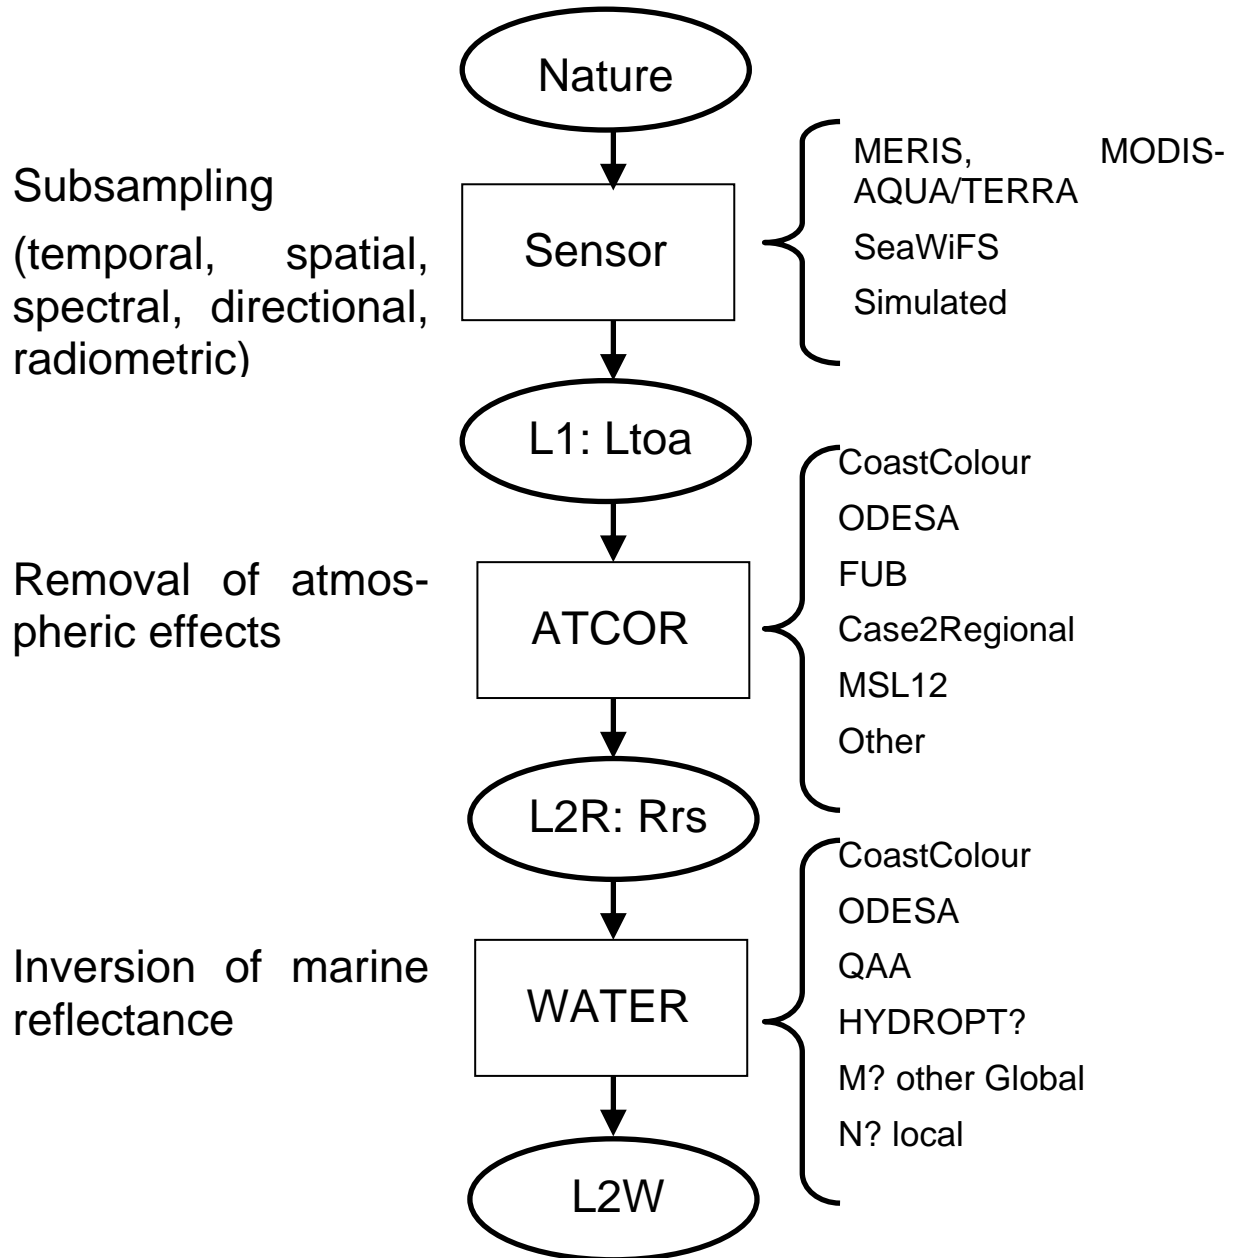 Nature
Subsampling
(temporal, spatial,
spectral, directional,
radiometric)
Sensor
MERIS, MODIS-
AQUA/TERRA
SeaWiFS
Simulated
L1: Ltoa
Removal of atmos-
pheric effects
ATCOR
CoastColour
ODESA
FUB
Case2Regional
MSL12
Other
L2R: Rrs
Inversion of marine
reflectance
WATER
CoastColour
ODESA
QAA
HYDROPT?
M? other Global
N? local
L2W